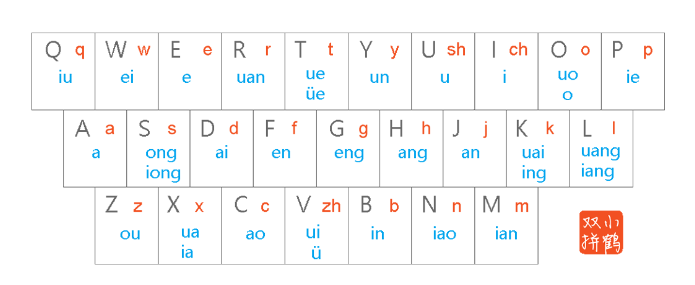 Q q W w E e R r T t Y y U sh I ch O o P p
iu ei e uan ue un u i uo ie
üe o
A a S s D d F f G g H h J j K k L l
a ong ai en eng ang an uai uang
iong ing iang
Z z X x C c V zh B b N n M m
ou ua ao ui in iao ian
ia ü
双小
拼鹤